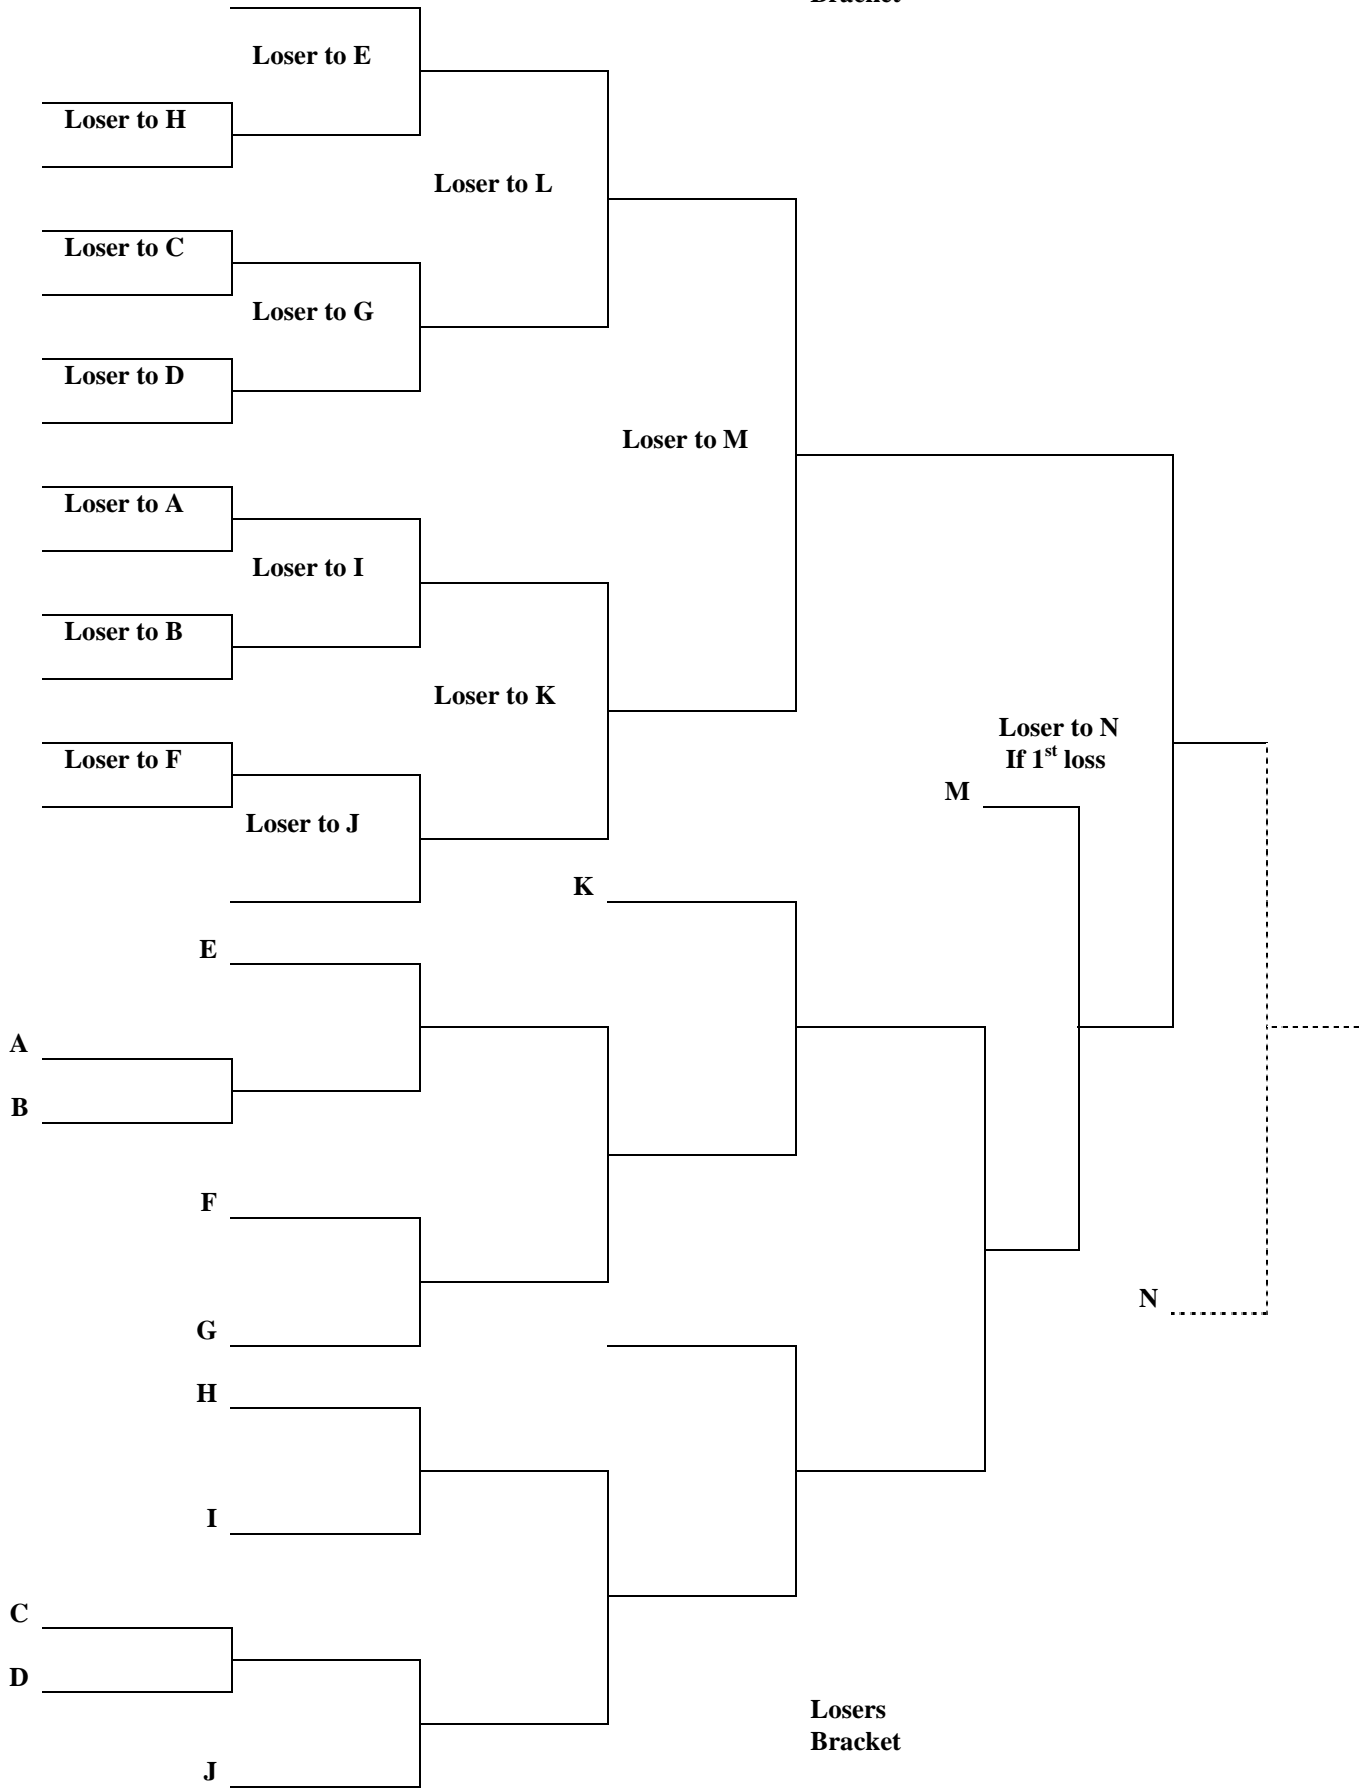 Loser to E
Loser to H
Loser to L
Loser to C
Loser to G
Loser to D
Loser to M
Loser to A
Loser to I
Loser to B
Loser to K
Loser to N
If 1st loss
Loser to F
M
Loser to J
K
E
A
B
F
G
N
H
I
C
D
Losers
Bracket
J